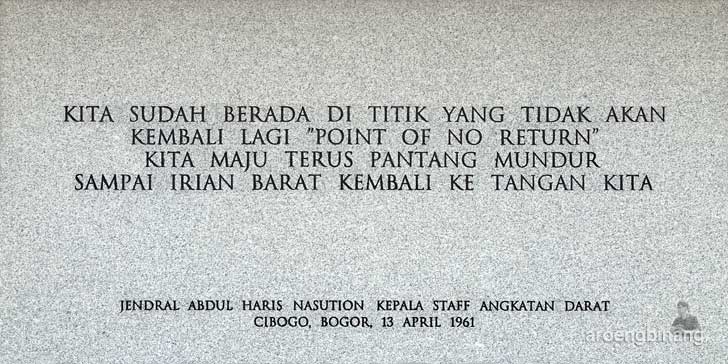 KITA SUDAH BERADA DI TITIK YANG TIDAK AKAN
KEMBALI LAGI "POINT OF NO RETURN"
KITA MAJU TERUS PANTANG MUNDUR
SAMPAI IRIAN BARAT KEMBALI KE TANGAN KITA
JENDRAL ABDUL HARIS NASUTION KEPALA STAFF ANGKATAN DARAT
CIBOGO, BOGOR, 13 APRIL 1961
aroengbinang